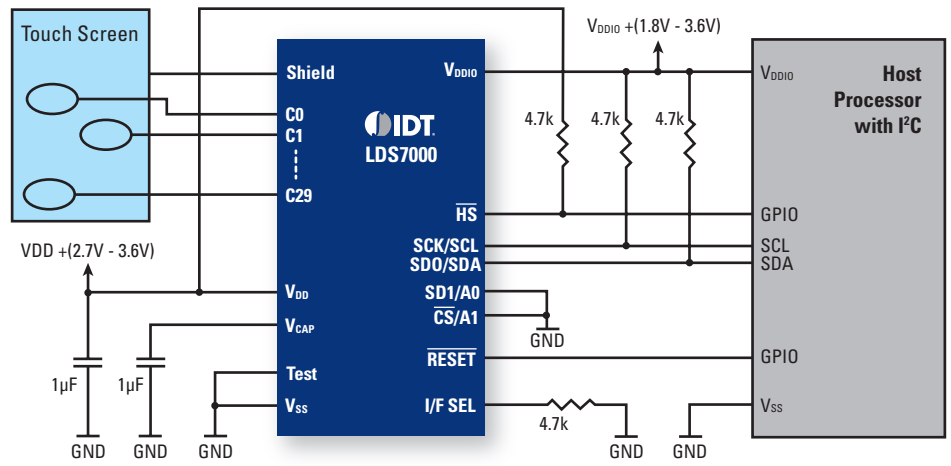 Touch Screen
VDD +(2.7V - 3.6V)
1µF
1µF
GND
GND
GND
Shield
C0
C1
C29
VDD
VCAP
Test
VSS
IDT.
LDS7000
VDDIO
HS
SCK/SCL
SDO/SDA
SD1/A0
CS/A1
RESET
I/F SEL
VDDIO +(1.8V - 3.6V)
4.7k
4.7k
4.7k
GND
4.7k
GND
GND
VDDIO
Host
Processor
with I²C
GPIO
SCL
SDA
GPIO
VSS